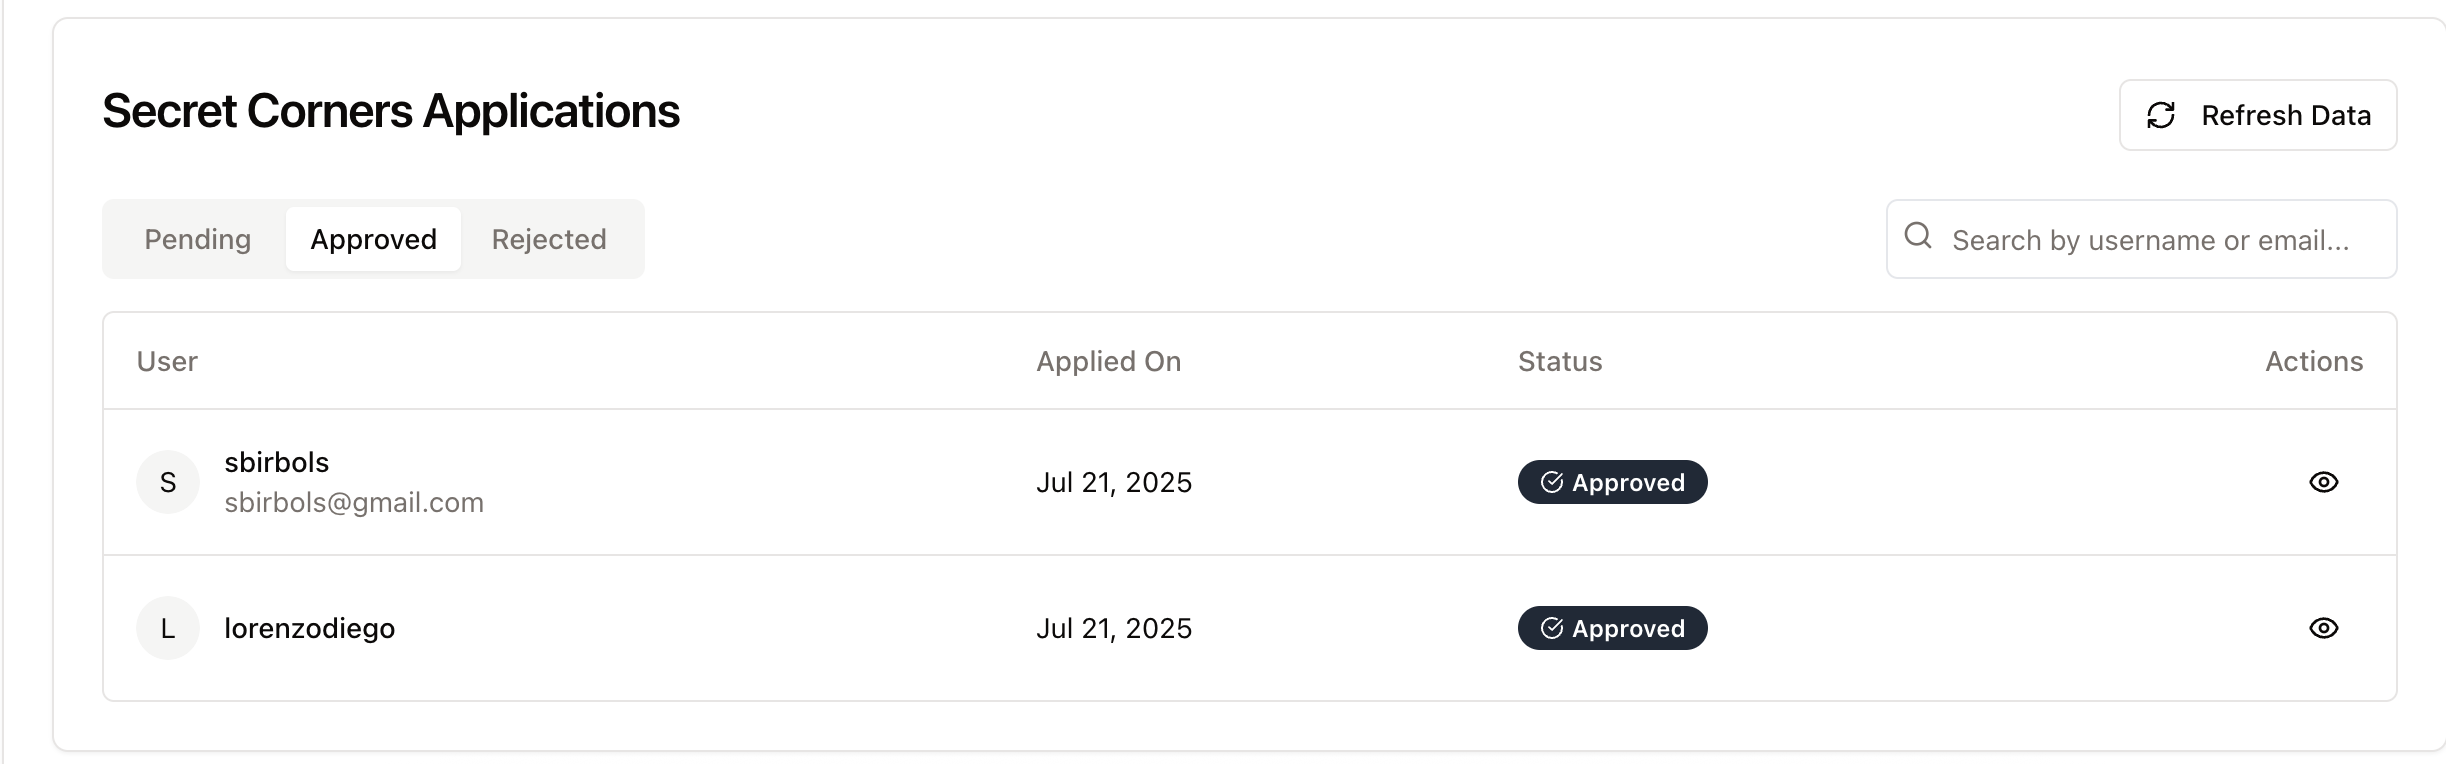 Secret Corners Applications
Refresh Data
Pending Approved Rejected
Search by username or email...
User Applied On Status Actions
S
sbirbols
sbirbols@gmail.com
Jul 21, 2025
Approved
L
lorenzodiego
Jul 21, 2025
Approved